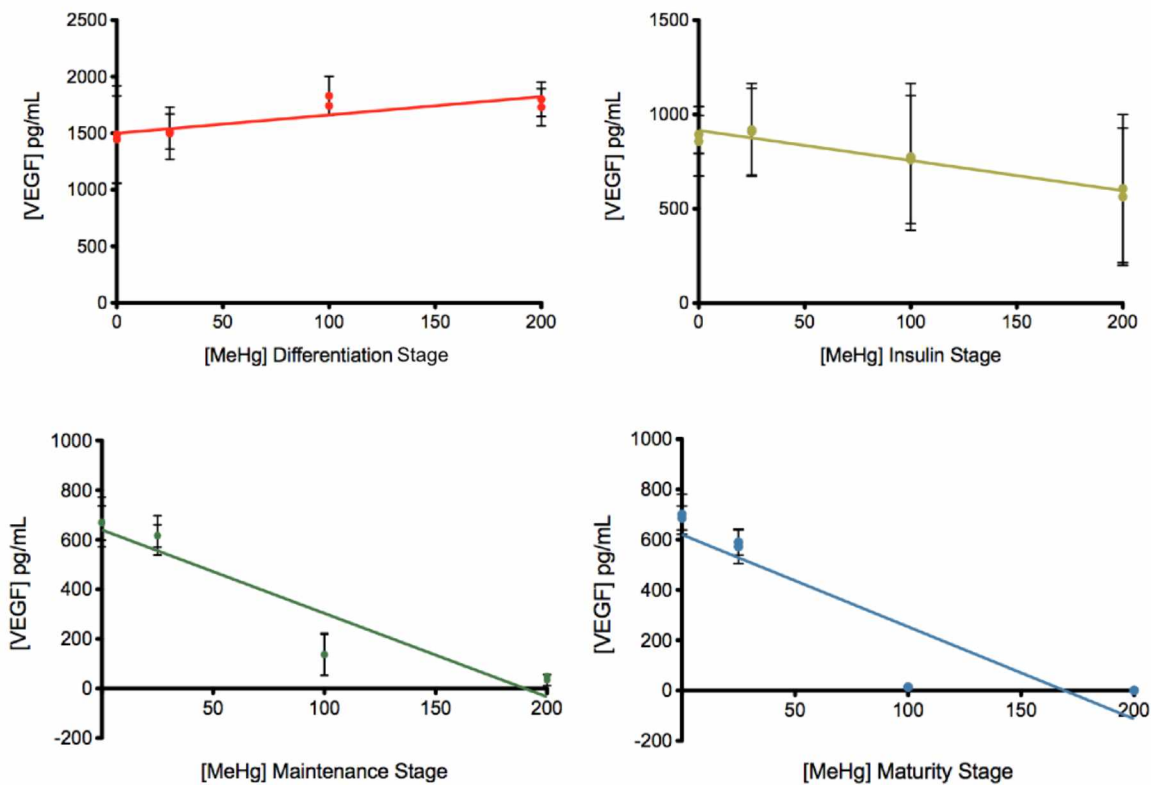 2500
2000
1500
1000
500
0
[VEGF] pg/mL
0 50 100 150 200
[MeHg] Differentiation Stage
1500
1000
500
0
[VEGF] pg/mL
0 50 100 150 200
[MeHg] Insulin Stage
1000
800
600
400
200
0
-200
[VEGF] pg/mL
50 100 150 200
[MeHg] Maintenance Stage
1000
800
600
400
200
0
-200
[VEGF] pg/mL
50 100 150 200
[MeHg] Maturity Stage